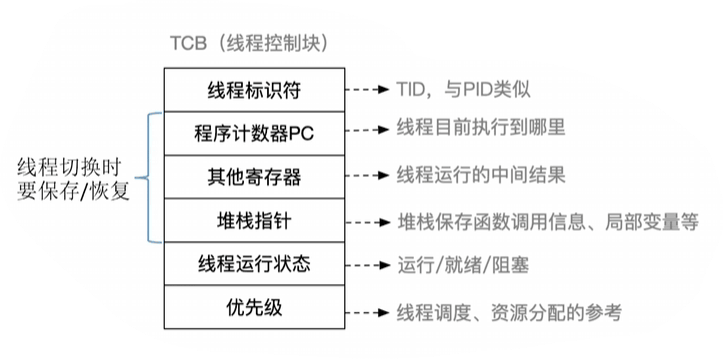 TCB（线程控制块）
线程标识符
TID，与PID类似
程序计数器PC
线程目前执行到哪里
线程切换时
要保存/恢复
其他寄存器
线程运行的中间结果
堆栈指针
堆栈保存函数调用信息、局部变量等
线程运行状态
运行/就绪/阻塞
优先级
线程调度、资源分配的参考